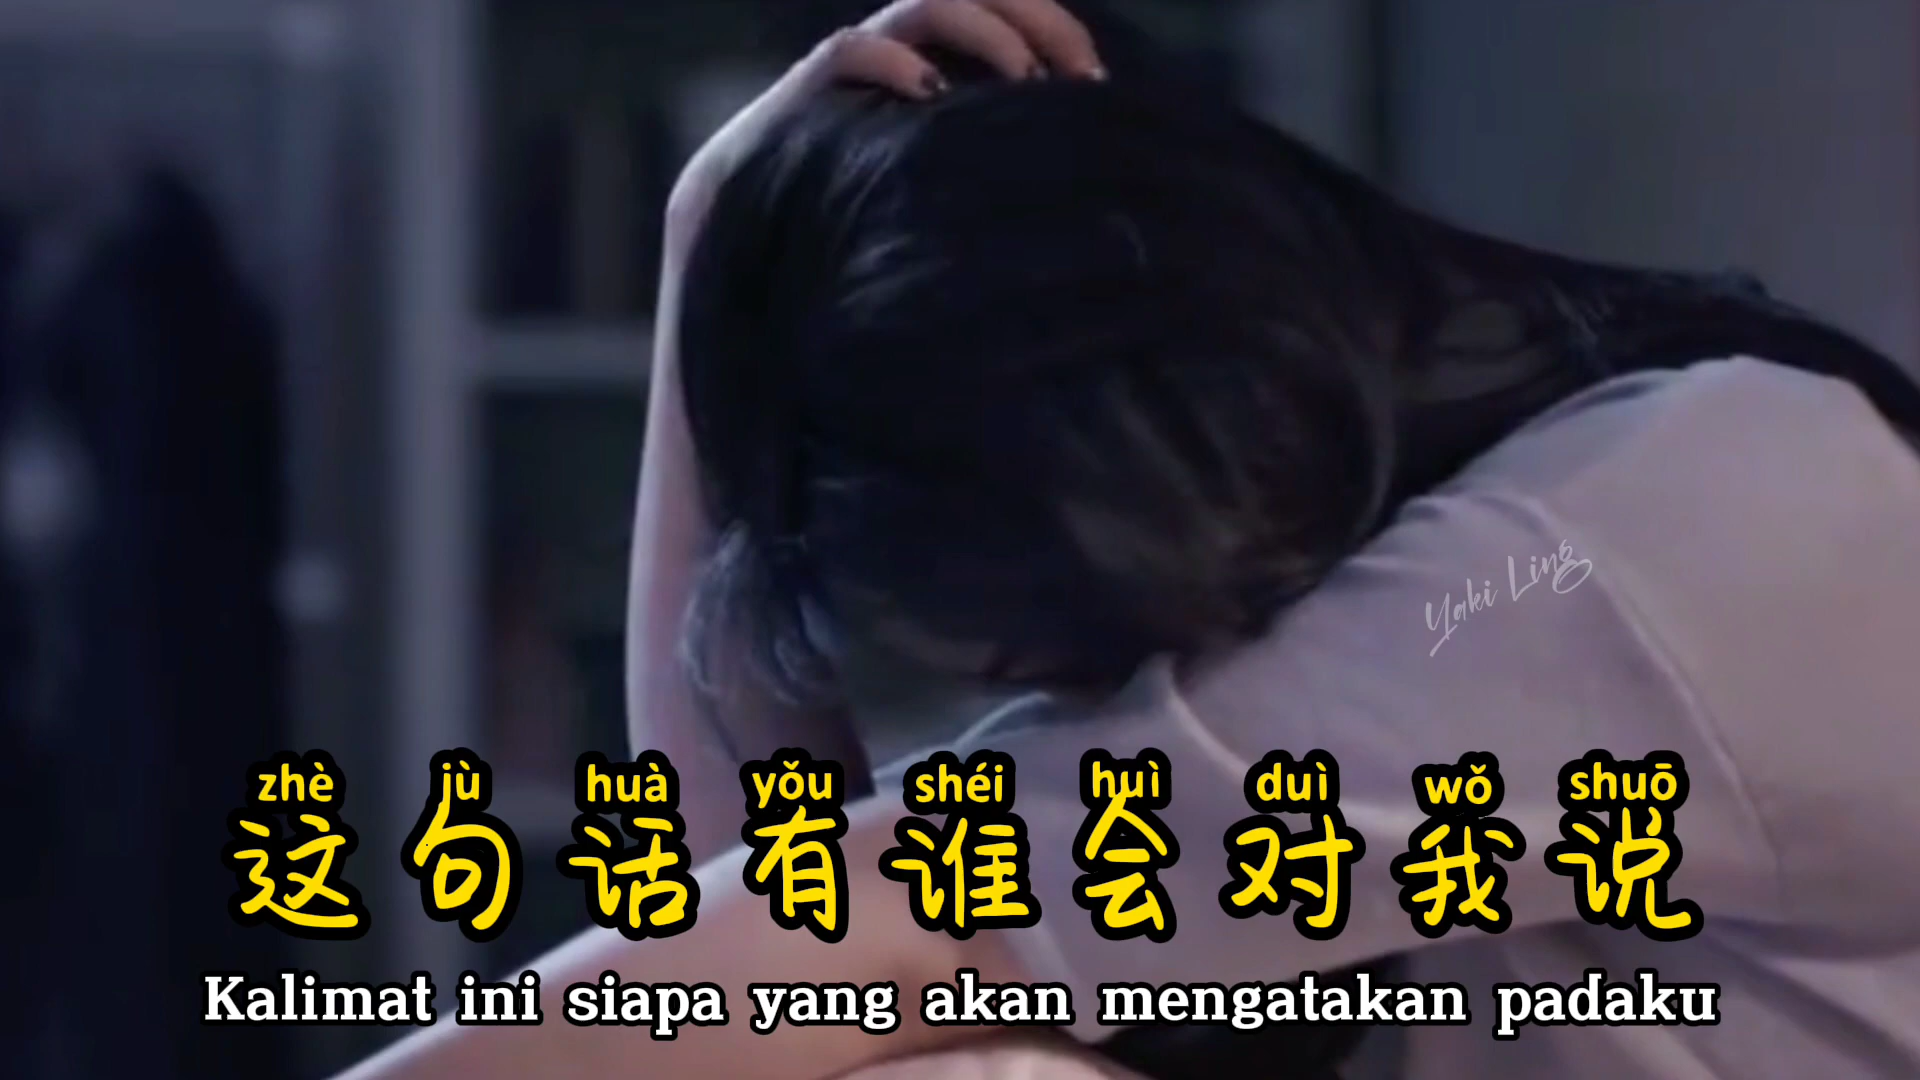 Yaki Ling
zhè jù huà yǒu shéi huì duì wǒ shuō
这句话有谁会对我说
Kalimat ini siapa yang akan mengatakan padaku